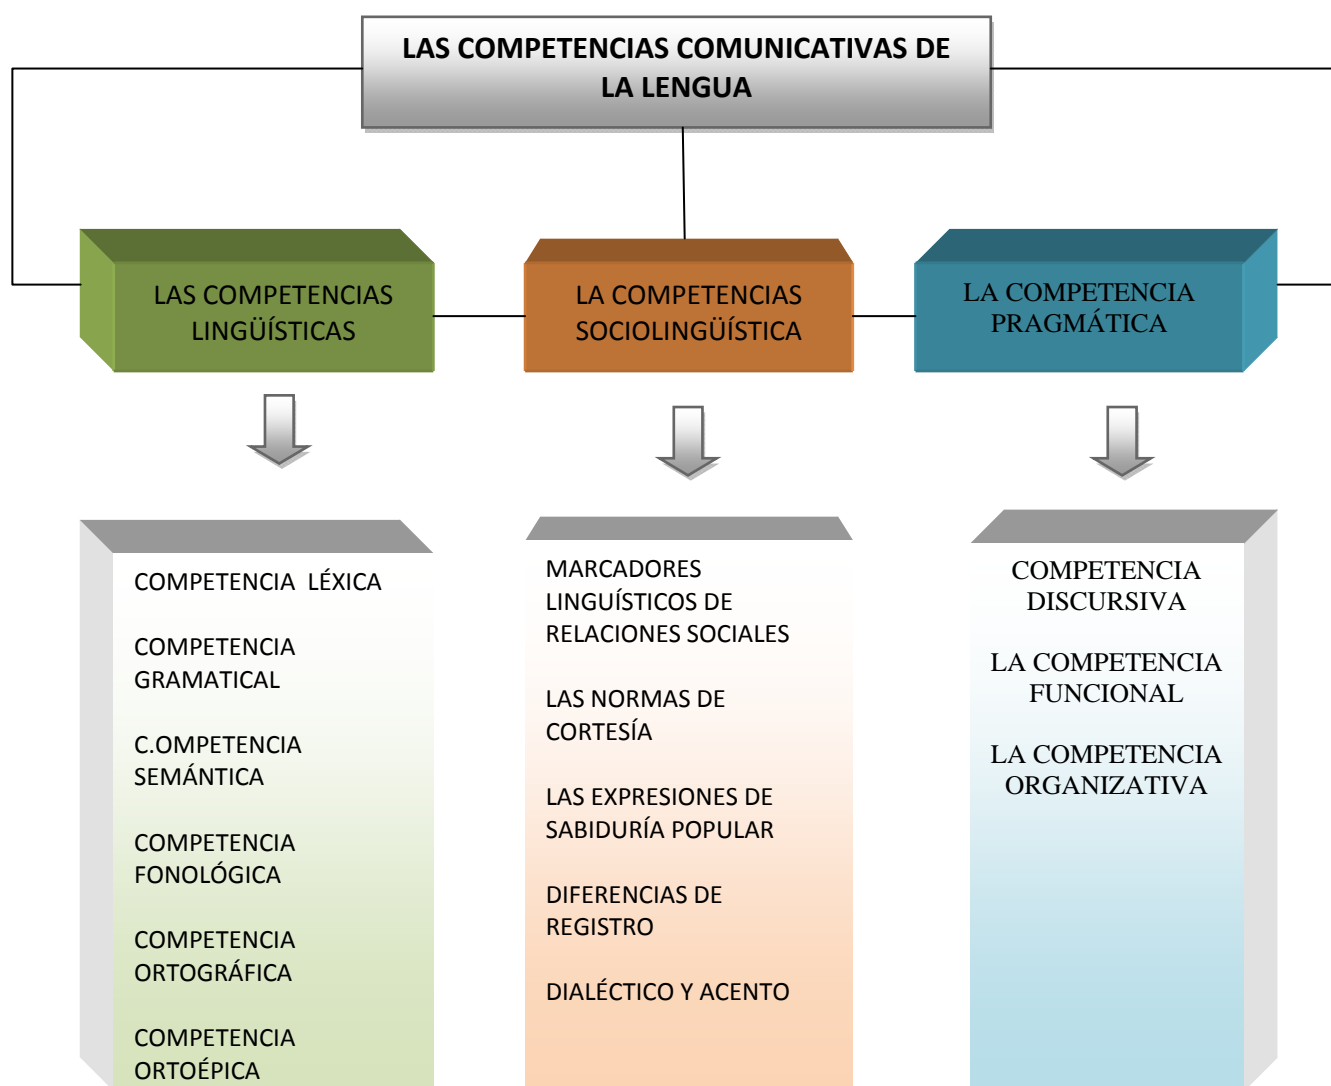 LAS COMPETENCIAS COMUNICATIVAS DE
LA LENGUA
LAS COMPETENCIAS
LINGÜÍSTICAS
LA COMPETENCIAS
SOCIOLINGÜÍSTICA
LA COMPETENCIA
PRAGMÁTICA
COMPETENCIA LÉXICA
COMPETENCIA
GRAMATICAL
C.OMPETENCIA
SEMÁNTICA
COMPETENCIA
FONOLÓGICA
COMPETENCIA
ORTOGRÁFICA
COMPETENCIA
ORTOÉPICA
MARCADORES
LINGUÍSTICOS DE
RELACIONES SOCIALES
LAS NORMAS DE
CORTESÍA
LAS EXPRESIONES DE
SABIDURÍA POPULAR
DIFERENCIAS DE
REGISTRO
DIALÉCTICO Y ACENTO
COMPETENCIA
DISCURSIVA
LA COMPETENCIA
FUNCIONAL
LA COMPETENCIA
ORGANIZATIVA